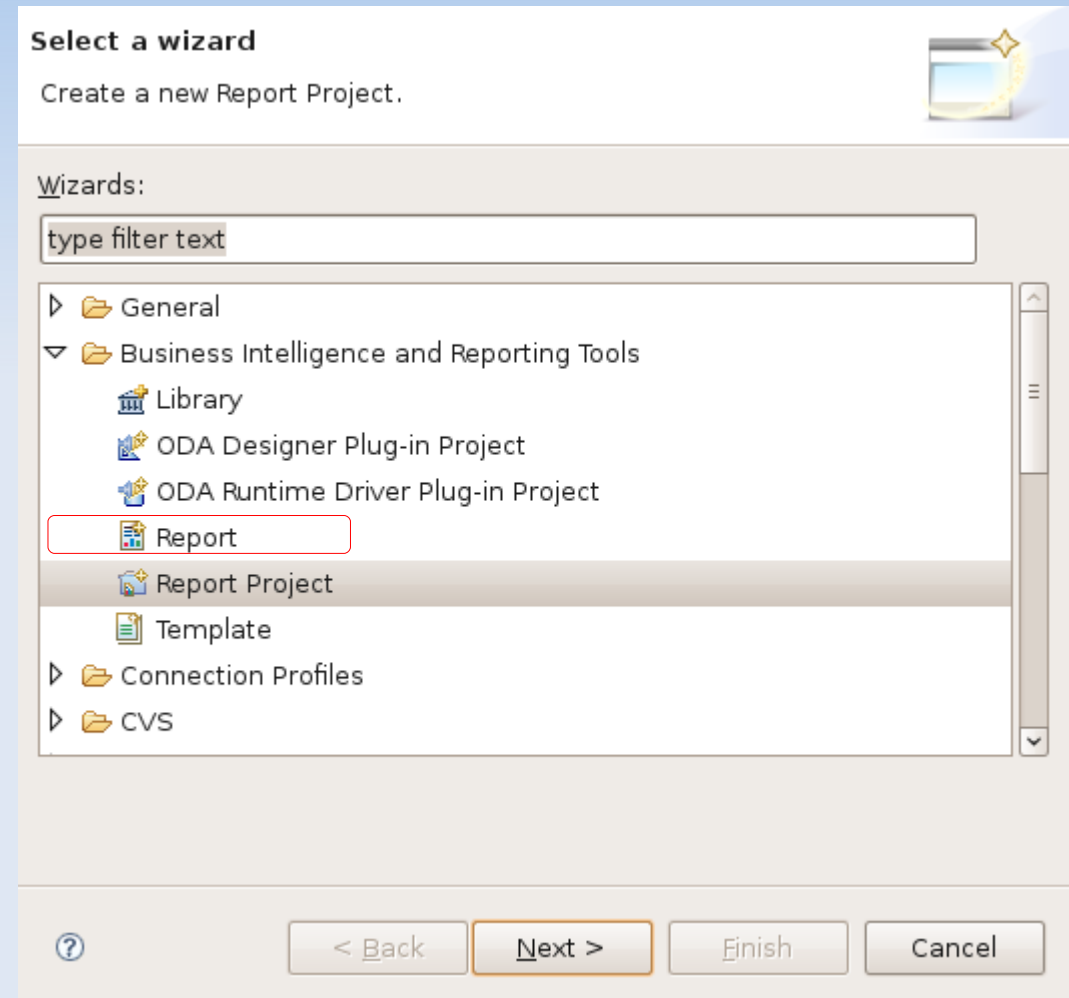 Select a wizard
Create a new Report Project.
Wizards:
type filter text
General
Business Intelligence and Reporting Tools
Library
ODA Designer Plug-in Project
ODA Runtime Driver Plug-in Project
Report
Report Project
Template
Connection Profiles
CVS
< Back Next > Finish Cancel